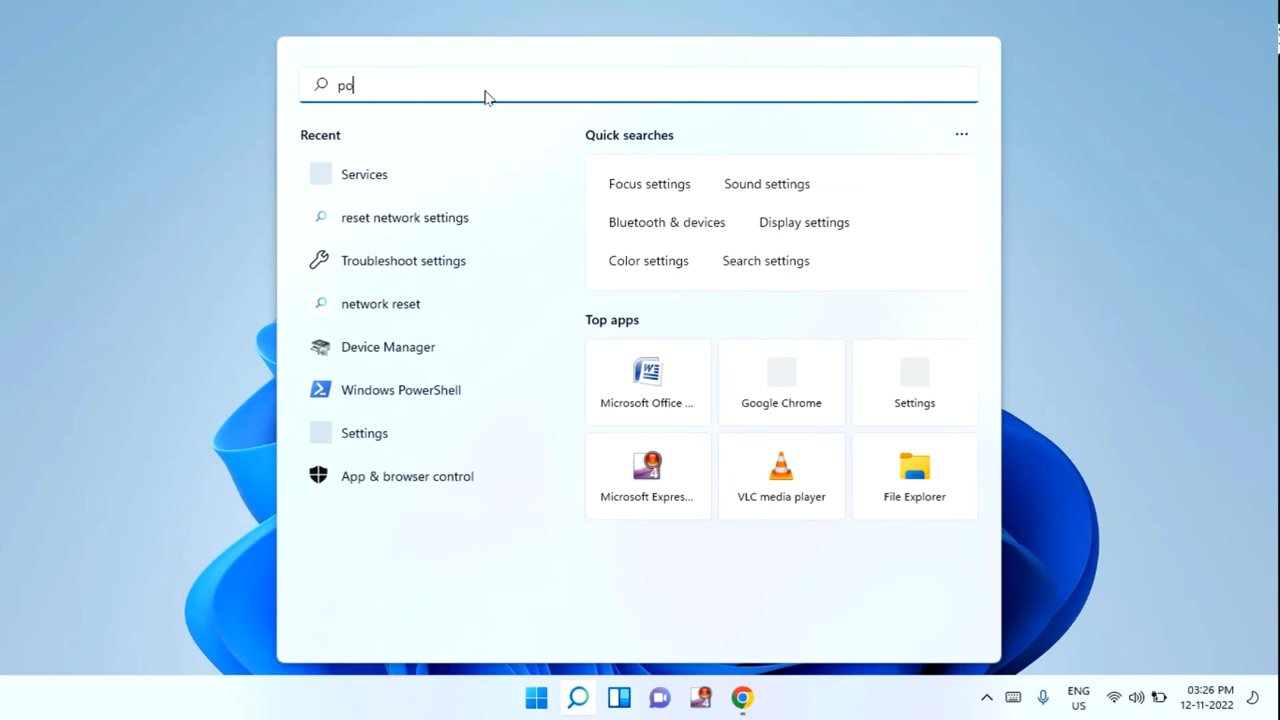 po
Recent
Services
reset network settings
Troubleshoot settings
network reset
Device Manager
Windows PowerShell
Settings
App & browser control
Quick searches
Focus settings Sound settings
Bluetooth & devices Display settings
Color settings Search settings
Top apps
Microsoft Office ... Google Chrome Settings
Microsoft Expres... VLC media player File Explorer
ENG
US
03:26 PM
12-11-2022